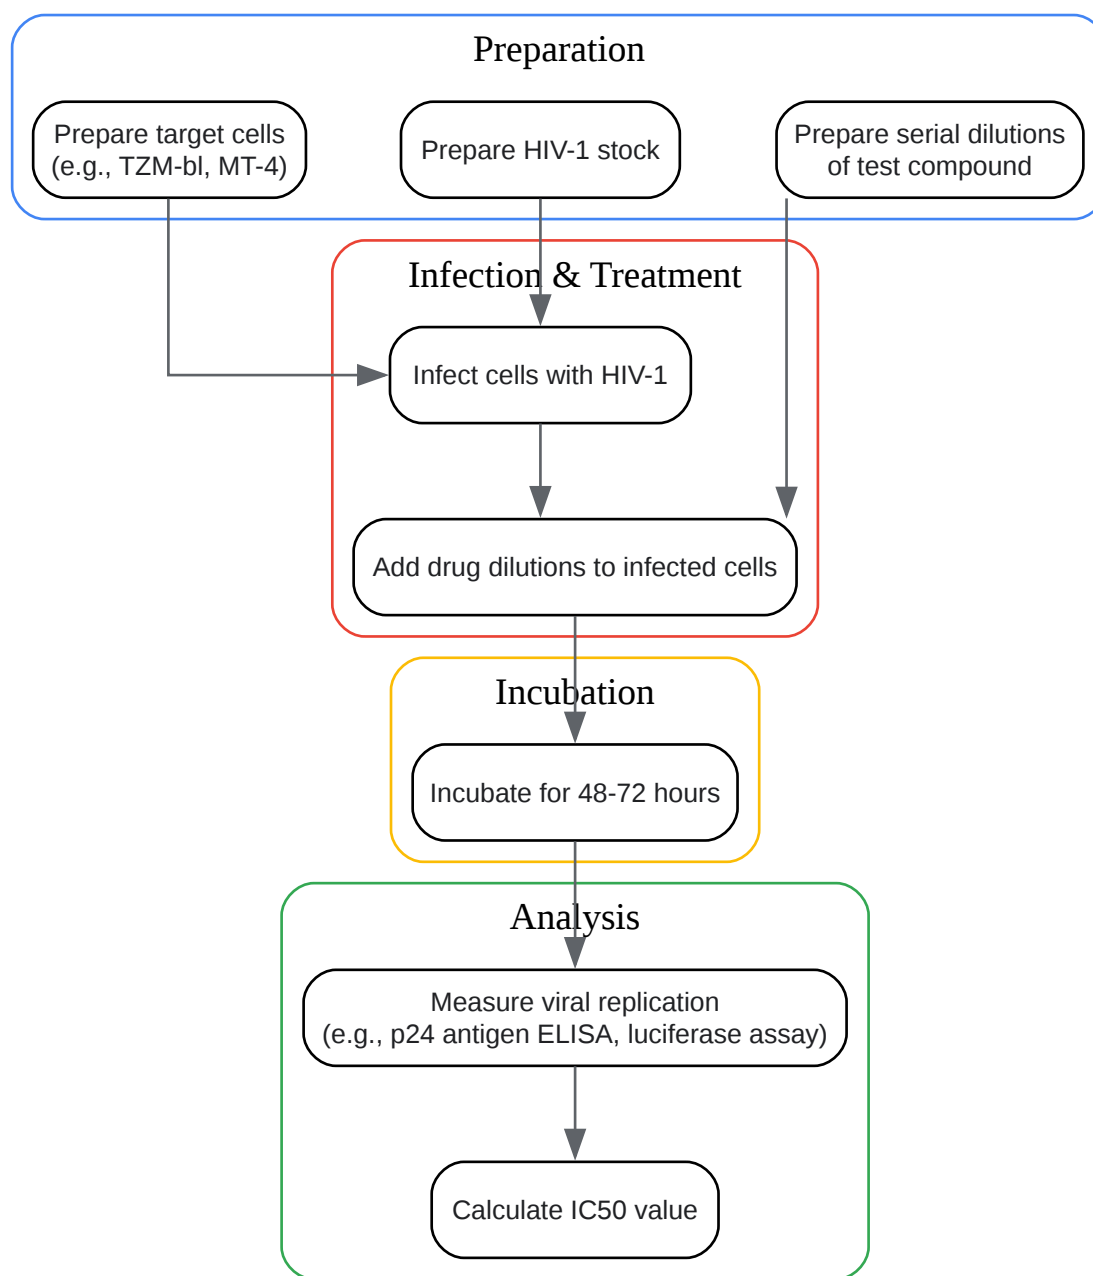 Preparation
Prepare target cells
(e.g., TZM-bl, MT-4)
Prepare HIV-1 stock
Prepare serial dilutions
of test compound
Infection & Treatment
Infect cells with HIV-1
Add drug dilutions to infected cells
Incubation
Incubate for 48-72 hours
Analysis
Measure viral replication
(e.g., p24 antigen ELISA, luciferase assay)
Calculate IC50 value